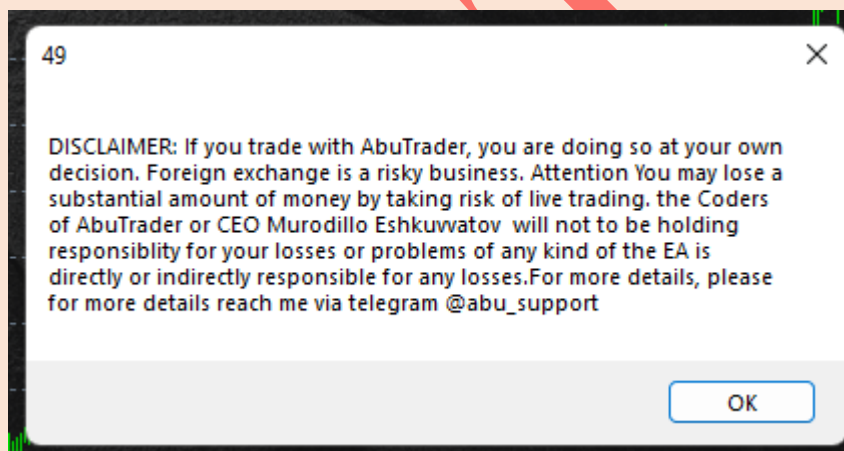 49
DISCLAIMER: If you trade with AbuTrader, you are doing so at your own
decision. Foreign exchange is a risky business. Attention You may lose a
substantial amount of money by taking risk of live trading. the Coders
of AbuTrader or CEO Murodillo Eshkuvvatov  will not to be holding
responsiblity for your losses or problems of any kind of the EA is
directly or indirectly responsible for any losses.For more details, please
for more details reach me via telegram @abu_support
OK